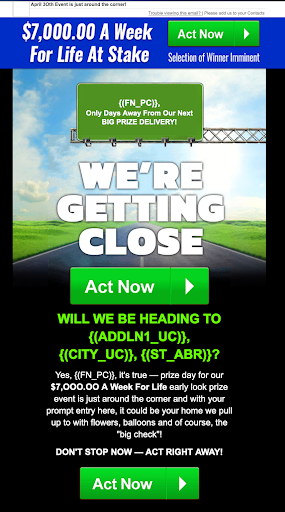 April 3Oth Event is just around the corner!
Trouble viewing this email? | Please add us to your Contacts
$7,000.00 A Week
For Life At Stake
Act Now
Selection of Winner Imminent
{(FN_PC)},
Only Days Away From Our Next
BIG PRIZE DELIVERY!
WE'RE
GETTING
CLOSE
Act Now
WILL WE BE HEADING TO
{(ADDLN1_UC)},
{(CITY_UC)}, {(ST_ABR)}?
Yes, {(FN_PC)}, it's true — prize day for our
$7,OOO.OO A Week For Life early look prize
event is just around the corner and with your
prompt entry here, it could be your home we pull
up to with flowers, balloons and of course, the
"big check"!
DON'T STOP NOW — ACT RIGHT AWAY!
Act Now